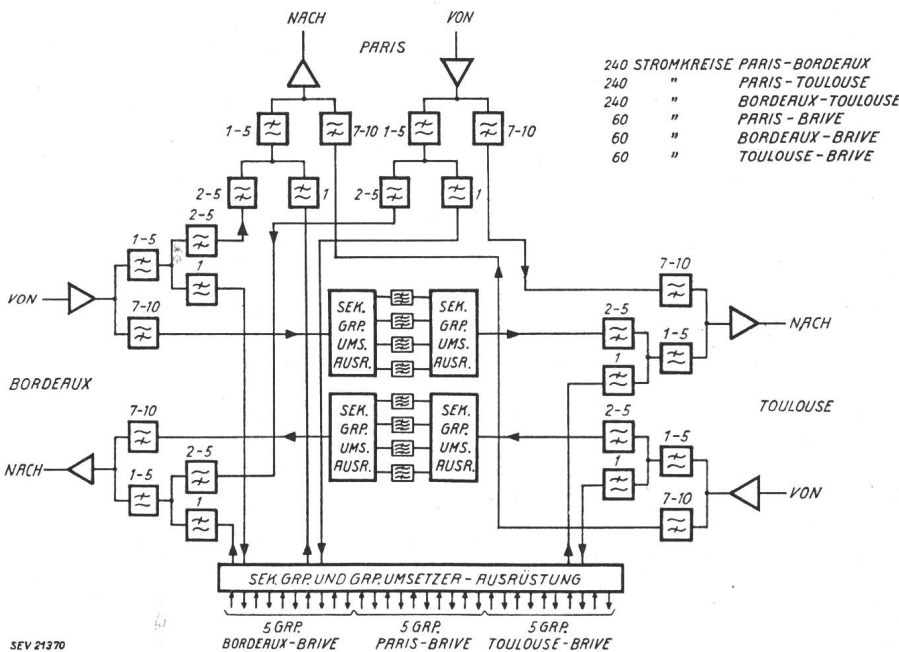 NACH
VON
PARIS
240 STROMKREISE PARIS-BORDEAUX
240 " PARIS-TOULOUSE
240 " BORDEAUX-TOULOUSE
60 " PARIS-BRIVE
60 " BORDEAUX-BRIVE
60 " TOULOUSE-BRIVE
1-5
7-10
1-5
7-10
2-5
1
2-5
1
2-5
1-5
1
VON
7-10
7-10
2-5
1-5
1
NACH
SEK.
GRP.
UMS.
AUSR.
SEK.
GRP.
UMS.
AUSR.
BORDEAUX
TOULOUSE
7-10
2-5
1-5
1
NACH
SEK.
GRP.
UMS.
AUSR.
SEK.
GRP.
UMS.
AUSR.
2-5
1-5
1
7-10
VON
SEK. GRP. UND GRP. UMSETZER-AUSRÜSTUNG
5 GRP.
BORDEAUX-BRIVE
5 GRP.
PARIS-BRIVE
5 GRP.
TOULOUSE-BRIVE
SEV 21370